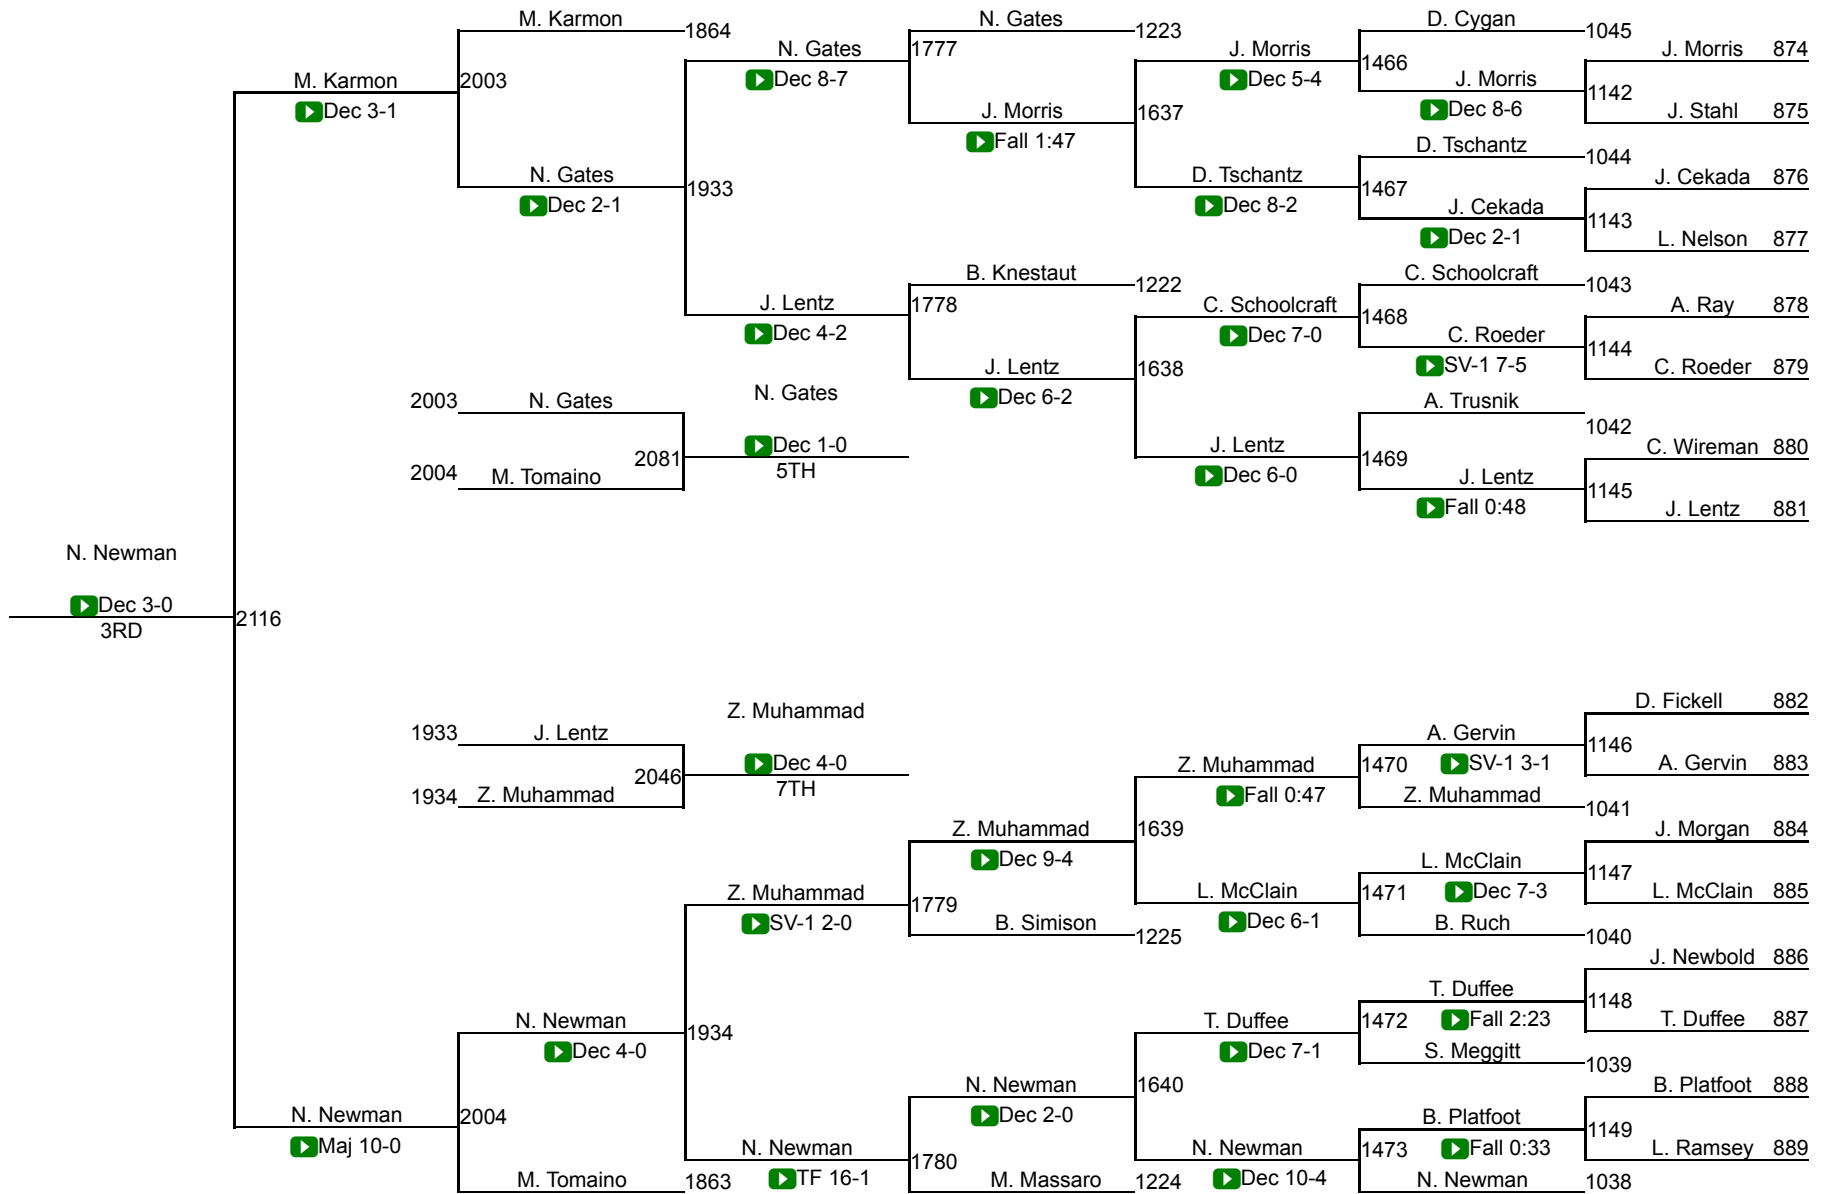 M. Karmon
1864
N. Gates
1223
D. Cygan
1045
N. Gates
1777
J. Morris
J. Morris 874
M. Karmon
2003
Dec 8-7
Dec 5-4
1466
J. Morris
1142
Dec 3-1
J. Morris
1637
Dec 8-6
J. Stahl 875
Fall 1:47
D. Tschantz
1044
N. Gates
1933
D. Tschantz
1467
J. Cekada 876
Dec 2-1
Dec 8-2
J. Cekada
1143
Dec 2-1
L. Nelson 877
B. Knestaut
1222
C. Schoolcraft
1043
J. Lentz
1778
C. Schoolcraft
1468
A. Ray 878
Dec 4-2
Dec 7-0
C. Roeder
1144
J. Lentz
1638
SV-1 7-5
C. Roeder 879
Dec 6-2
2003
N. Gates
N. Gates
A. Trusnik
1042
2081
Dec 1-0
J. Lentz
1469
C. Wireman 880
2004
M. Tomaino
5TH
Dec 6-0
J. Lentz
1145
Fall 0:48
J. Lentz 881
N. Newman
Dec 3-0
3RD
2116
D. Fickell 882
1933
J. Lentz
Z. Muhammad
A. Gervin
1146
2046
Dec 4-0
Z. Muhammad
1470
SV-1 3-1
A. Gervin 883
1934
Z. Muhammad
7TH
Fall 0:47
Z. Muhammad
1041
Z. Muhammad
1639
J. Morgan 884
Dec 9-4
L. McClain
1147
Z. Muhammad
1779
L. McClain
1471
Dec 7-3
L. McClain 885
SV-1 2-0
B. Simison
1225
Dec 6-1
B. Ruch
1040
J. Newbold 886
T. Duffee
1148
N. Newman
1934
T. Duffee
1472
Fall 2:23
T. Duffee 887
Dec 4-0
Dec 7-1
S. Meggitt
1039
N. Newman
1640
B. Platfoot 888
N. Newman
2004
Dec 2-0
B. Platfoot
1149
Maj 10-0
N. Newman
1780
N. Newman
1473
Fall 0:33
L. Ramsey 889
M. Tomaino
1863
TF 16-1
M. Massaro
1224
Dec 10-4
N. Newman
1038